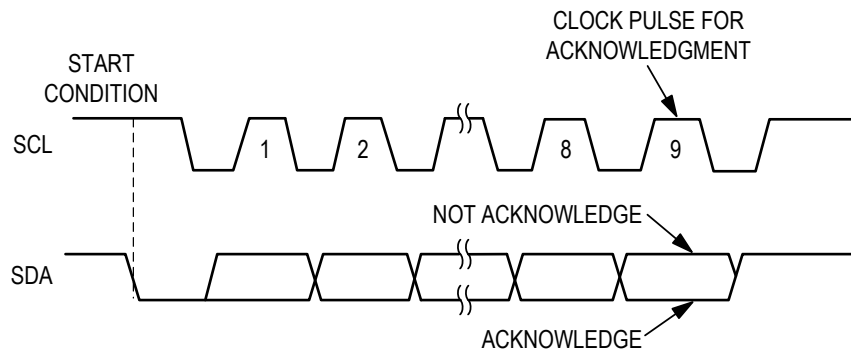 CLOCK PULSE FOR
ACKNOWLEDGMENT
START
CONDITION
SCL
1 2 8 9
NOT ACKNOWLEDGE
SDA
ACKNOWLEDGE